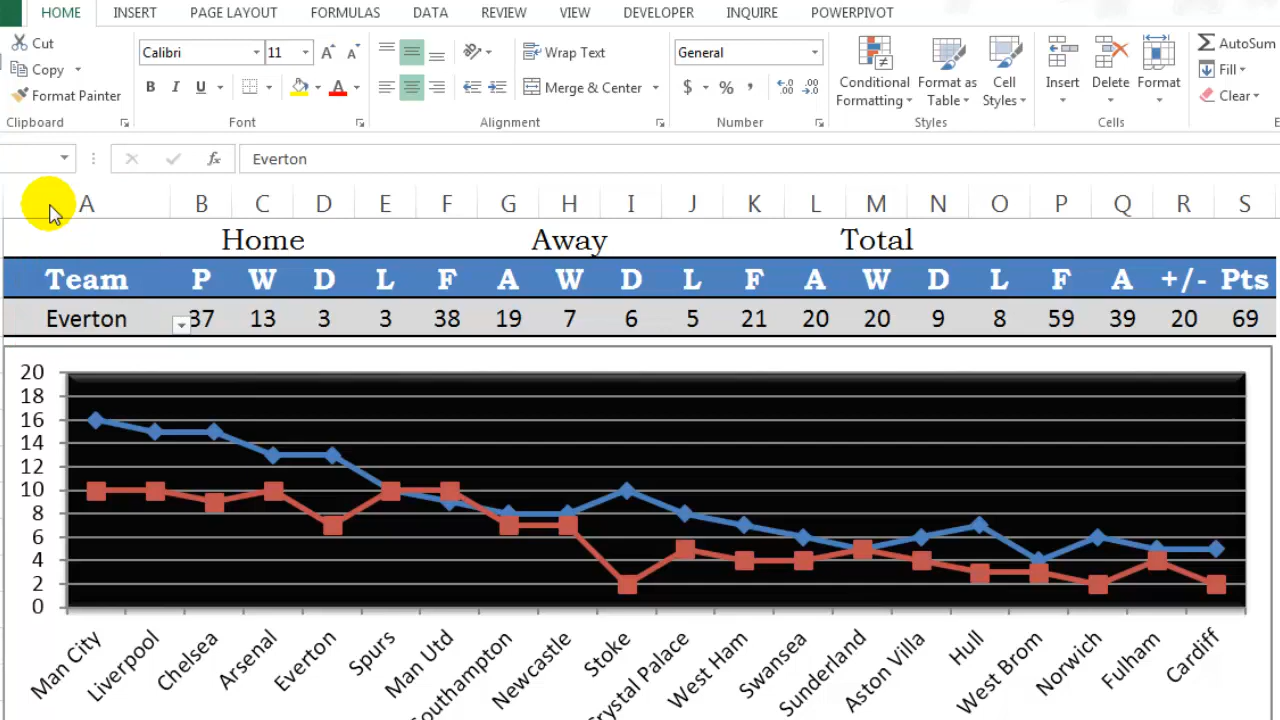 HOME INSERT PAGE LAYOUT FORMULAS DATA REVIEW VIEW DEVELOPER INQUIRE POWERPIVOT
Cut
Copy
Format Painter
Clipboard
Calibri 11
B I U
Font
Wrap Text
Merge & Center
Alignment
General
$ % ,
Number
Conditional Formatting
Format as Table
Cell Styles
Styles
Insert Delete Format
Cells
AutoSum
Fill
Clear
fx Everton
A B C D E F G H I J K L M N O P Q R S
Home Away Total
Team P W D L F A W D L F A W D L F A +/- Pts
Everton 37 13 3 3 38 19 7 6 5 21 20 20 9 8 59 39 20 69
20
18
16
14
12
10
8
6
4
2
0
Man City Liverpool Chelsea Arsenal Everton Spurs Man Utd Southampton Newcastle Stoke Crystal Palace West Ham Swansea Sunderland Aston Villa Hull West Brom Norwich Fulham Cardiff